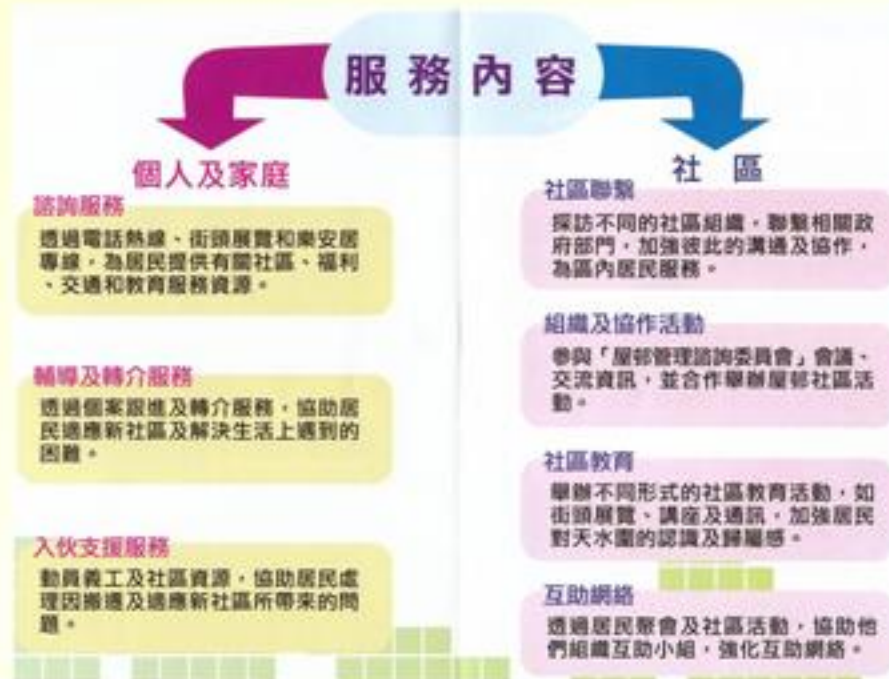 服務內容
個人及家庭
諮詢服務
透過電話熱線、街頭展覽和樂安居
專線,為居民提供有關社區、福利
、交通和教育服務資源。
輔導及轉介服務
透過個案跟進及轉介服務,協助居
民適應新社區及解決生活上遇到的
困難。
入伙支援服務
動員義工及社區資源,協助居民處
理因搬遷及適應新社區所帶來的問
題。
社區
社區聯繫
探訪不同的社區組織,聯繫相關政
府部門,加強彼此的溝通及協作,
為區內居民服務。
組織及協作活動
參與「屋邨管理諮詢委員會」會議、
交流資訊,並合作舉辦屋邨社區活
動。
社區教育
舉辦不同形式的社區教育活動,如
街頭展覽、講座及通訊,加強居民
對天水圍的認識及歸屬感。
互助網絡
透過居民聚會及社區活動,協助他
們組織互助小組,強化互助網絡。